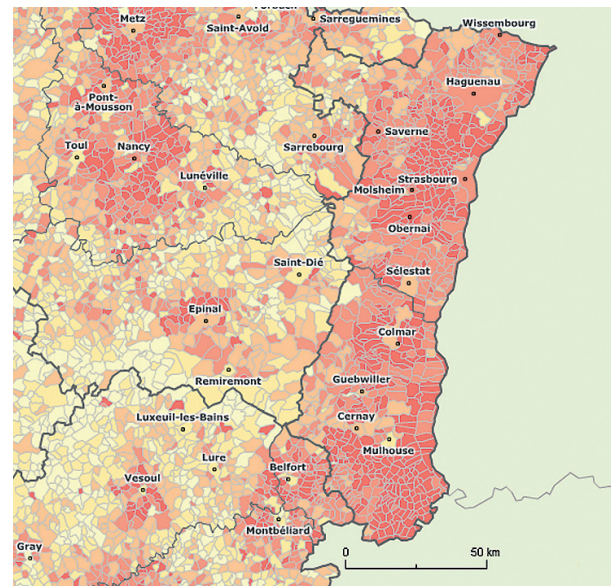 Metz
Forbach
Sarreguemines
Saint-Avold
Wissembourg
Haguenau
Pont-
à-Mousson
Saverne
Toul
Nancy
Sarrebourg
Lunéville
Strasbourg
Molsheim
Obernai
Saint-Dié
Sélestat
Epinal
Colmar
Remiremont
Guebwiller
Luxeuil-les-Bains
Cernay
Lure
Mulhouse
Belfort
Vesoul
Montbéliard
Gray
0
50 km